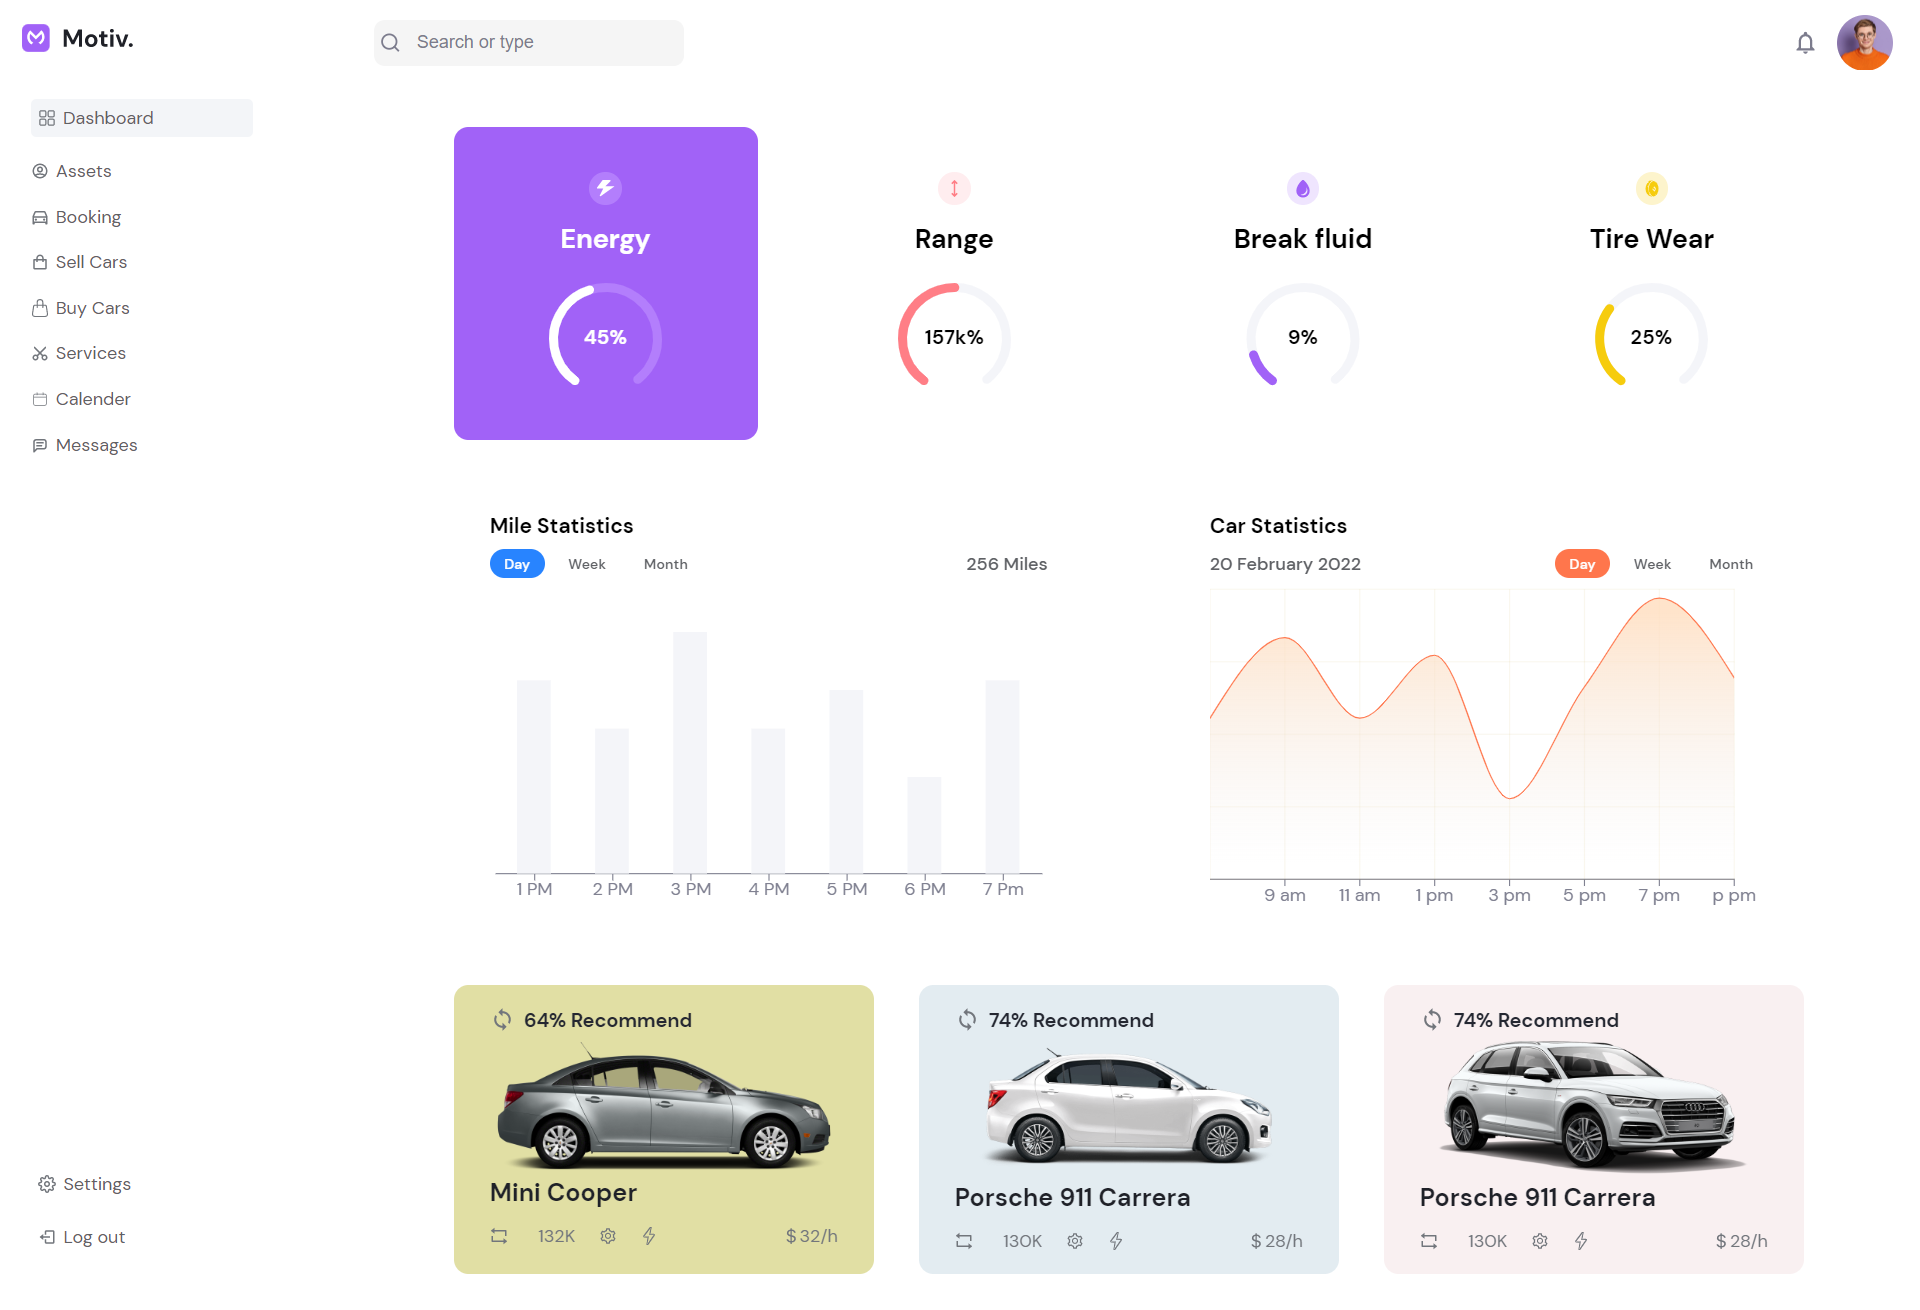 Motiv.
Search or type
Dashboard
Assets
Booking
Sell Cars
Buy Cars
Services
Calender
Messages
Settings
Log out
Energy
45%
Range
157k%
Break fluid
9%
Tire Wear
25%
Mile Statistics
Day Week Month 256 Miles
1 PM 2 PM 3 PM 4 PM 5 PM 6 PM 7 Pm
Car Statistics
20 February 2022 Day Week Month
9 am 11 am 1 pm 3 pm 5 pm 7 pm p pm
64% Recommend
Mini Cooper
132K $ 32/h
74% Recommend
Porsche 911 Carrera
130K $ 28/h
74% Recommend
Porsche 911 Carrera
130K $ 28/h